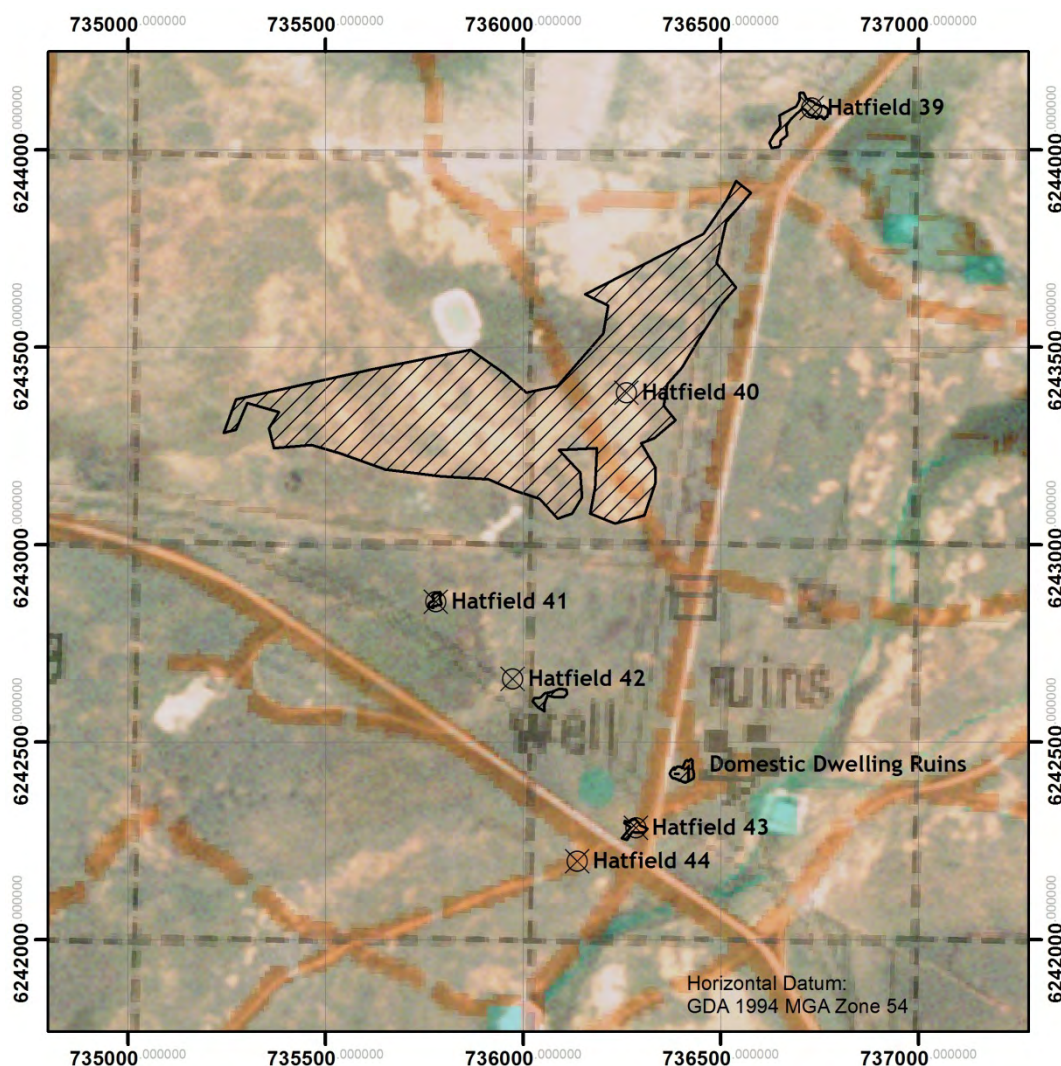 735000.000000 735500.000000 736000.000000 736500.000000 737000.000000
6244000.000000
6243500.000000
6243000.000000
6242500.000000
6242000.000000
Hatfield 39
Hatfield 40
Hatfield 41
Hatfield 42
ruins
well
Domestic Dwelling Ruins
Hatfield 43
Hatfield 44
Horizontal Datum:
GDA 1994 MGA Zone 54
6244000.000000
6243500.000000
6243000.000000
6242500.000000
6242000.000000
735000.000000 735500.000000 736000.000000 736500.000000 737000.000000